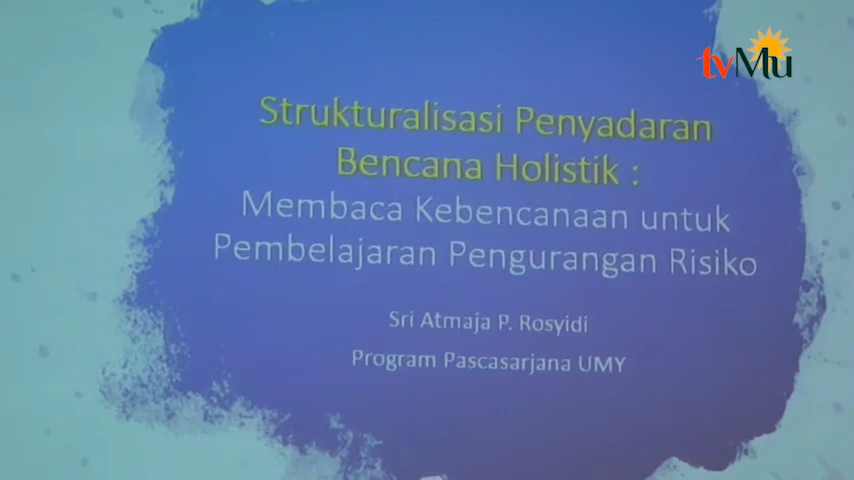 tvMu
Strukturalisasi Penyadaran
Bencana Holistik :
Membaca Kebencanaan untuk
Pembelajaran Pengurangan Risiko
Sri Atmaja P. Rosyidi
Program Pascasarjana UMY